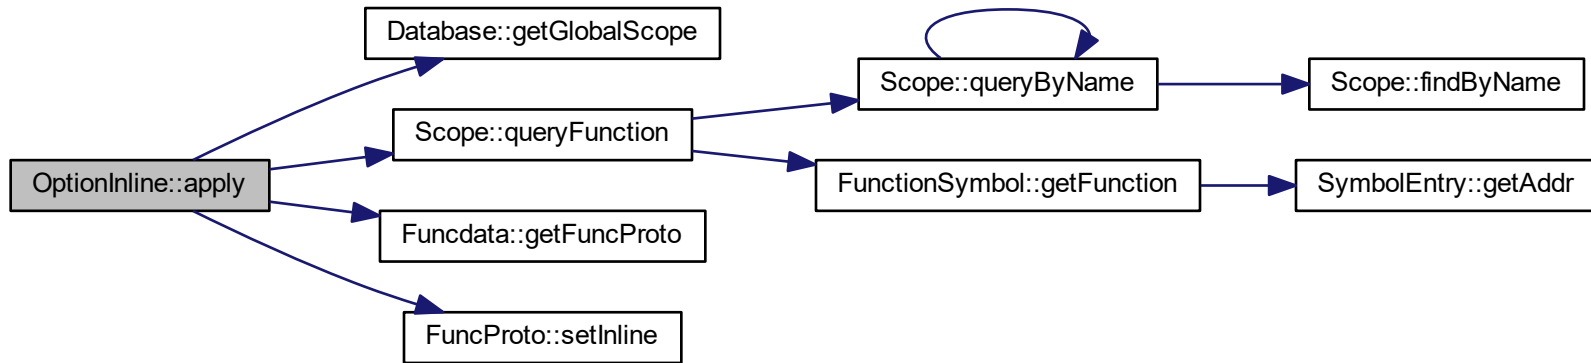 Database::getGlobalScope
Scope::queryByName
Scope::findByName
Scope::queryFunction
OptionInline::apply
FunctionSymbol::getFunction
SymbolEntry::getAddr
Funcdata::getFuncProto
FuncProto::setInline